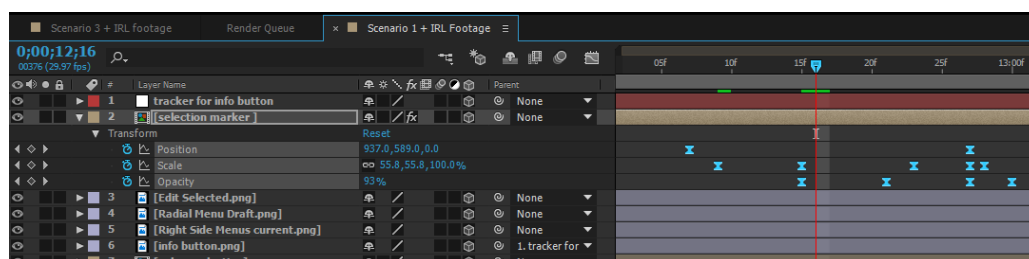 Scenario 3 + IRL footage Render Queue × Scenario 1 + IRL Footage
0;00;12;16
00376 (29.97 fps)
05f 10f 15f 20f 25f 13:00f
# Layer Name fx Parent
1 tracker for info button None
2 [selection marker ] fx None
Transform Reset
Position 937.0,589.0,0.0
Scale 55.8,55.8,100.0%
Opacity 93%
3 [Edit Selected.png] None
4 [Radial Menu Draft.png] None
5 [Right Side Menus current.png] None
6 [info button.png] 1. tracker for